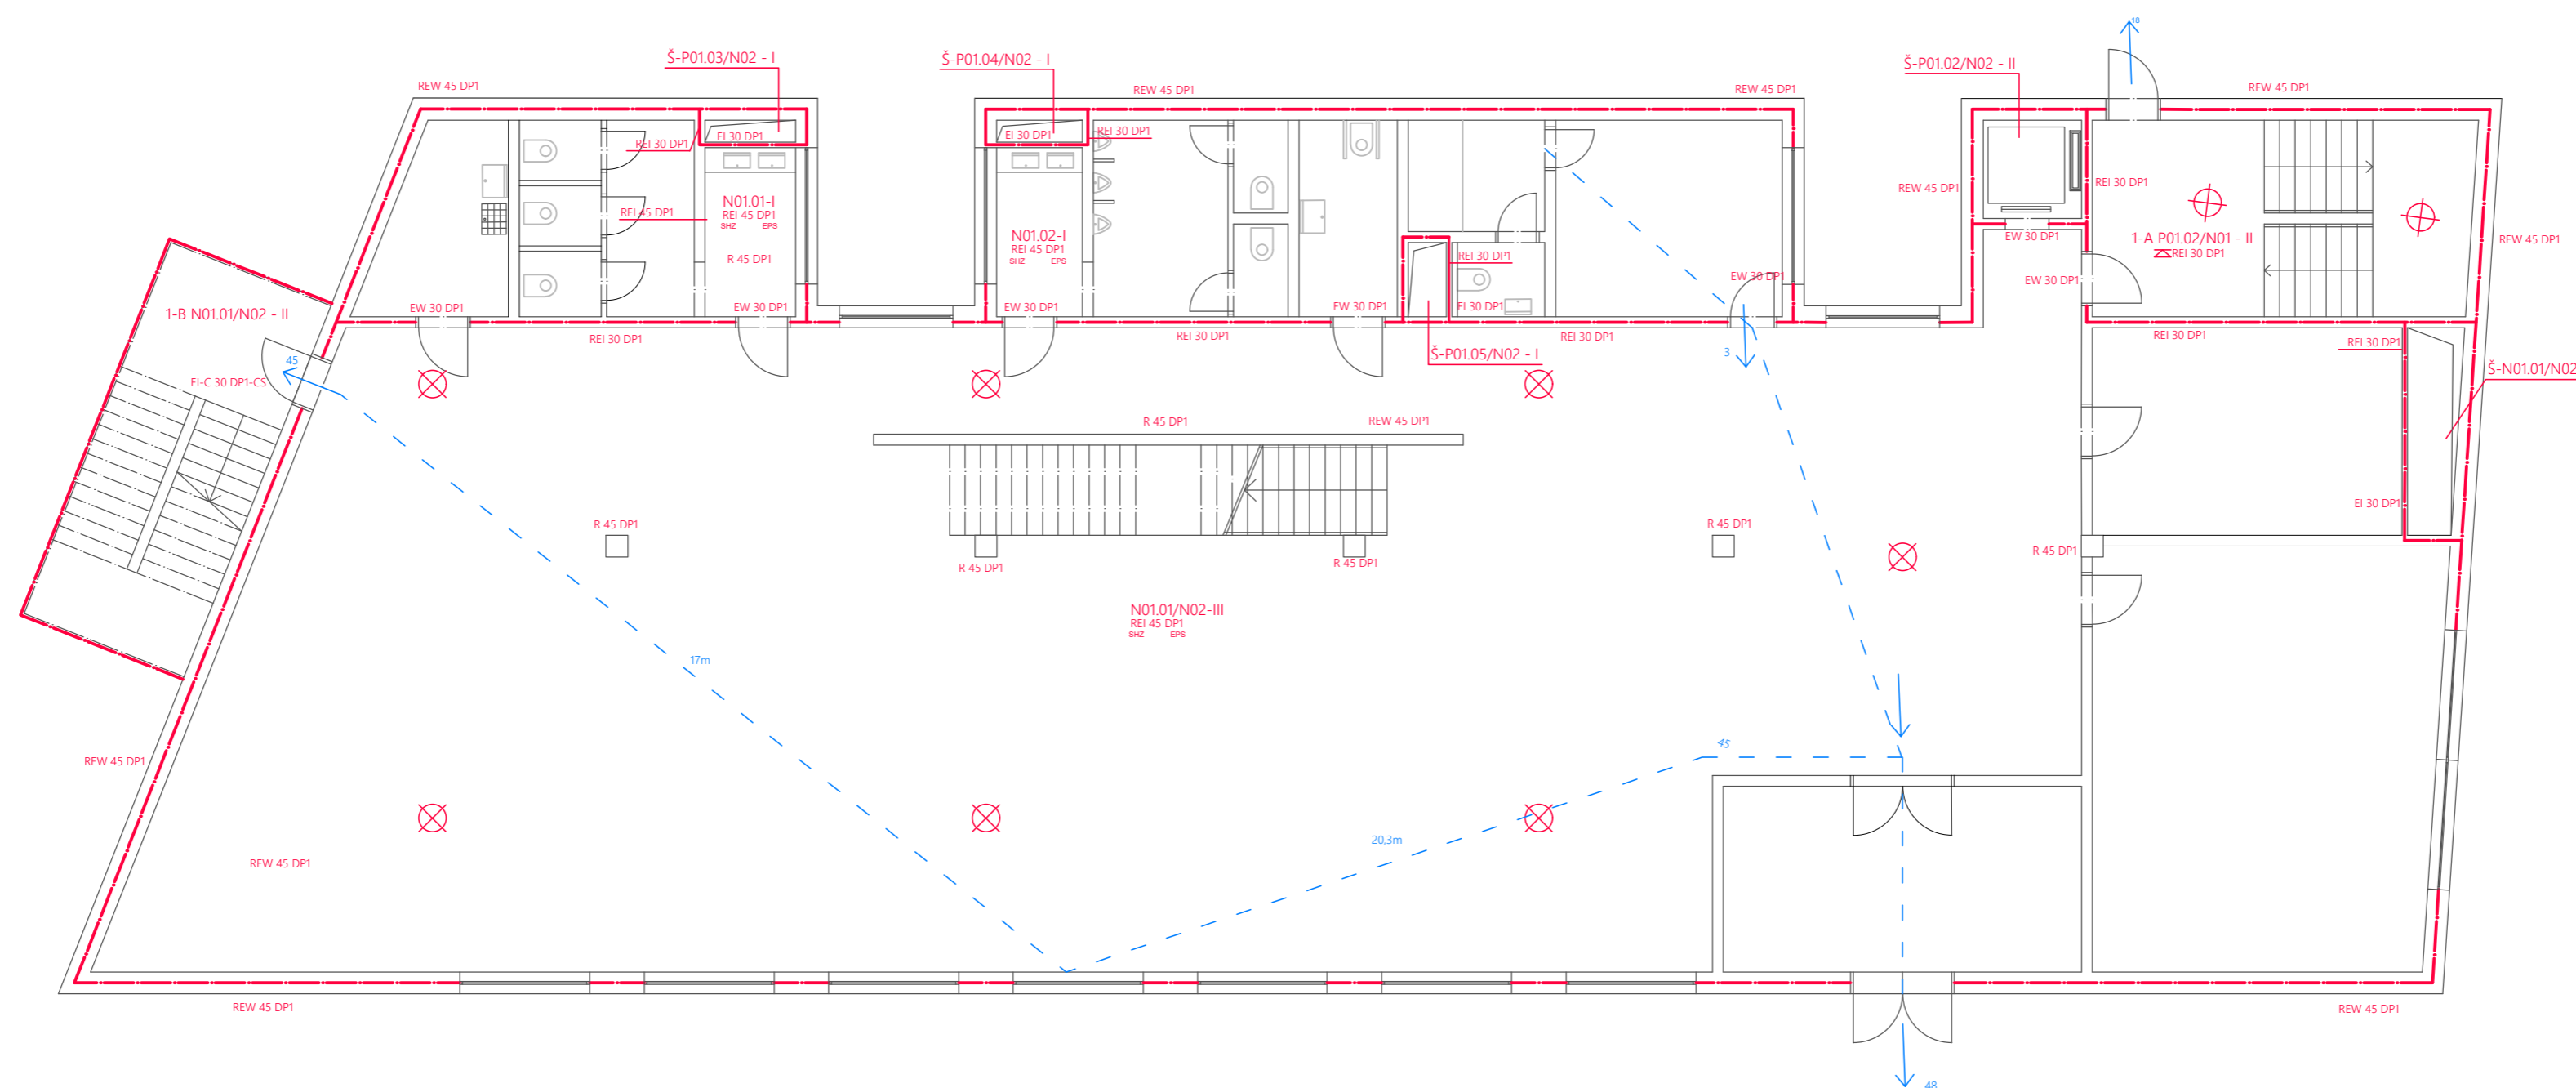 18
Š-P01.03/N02 - I
Š-P01.04/N02 - I
Š-P01.02/N02 - II
REW 45 DP1
REW 45 DP1
REW 45 DP1
REW 45 DP1
EI 30 DP1
REI 30 DP1
EI 30 DP1
REI 30 DP1
REI 30 DP1
REW 45 DP1
N01.01-I
REI 45 DP1
SHZ EPS
REI 45 DP1
R 45 DP1
N01.02-I
REI 45 DP1
SHZ EPS
EW 30 DP1
1-A P01.02/N01 - II
REI 30 DP1
REW 45 DP1
REI 30 DP1
EW 30 DP1
EW 30 DP1
1-B N01.01/N02 - II
EW 30 DP1
EW 30 DP1
EW 30 DP1
EW 30 DP1
EI 30 DP1
REI 30 DP1
REI 30 DP1
REI 30 DP1
REI 30 DP1
REI 30 DP1
Š-P01.05/N02 - I
3
45
Š-N01.01/N02
EI-C 30 DP1-CS
R 45 DP1
REW 45 DP1
EI 30 DP1
R 45 DP1
R 45 DP1
R 45 DP1
R 45 DP1
R 45 DP1
N01.01/N02-III
REI 45 DP1
SHZ EPS
17m
45
REW 45 DP1
20,3m
REW 45 DP1
REW 45 DP1
REW 45 DP1
48